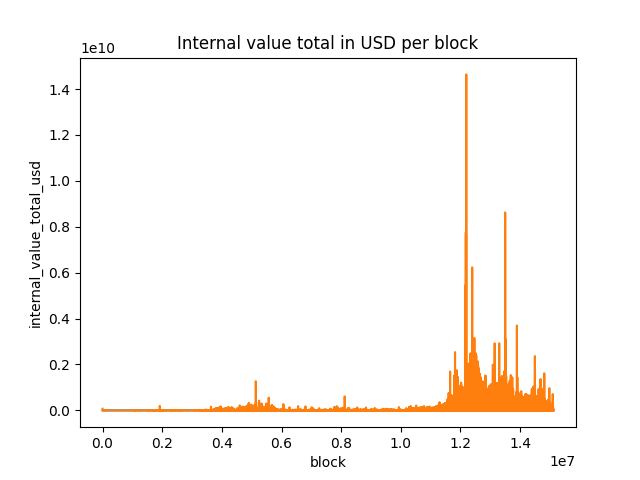 Internal value total in USD per block
1e10
1.4
1.2
1.0
0.8
0.6
0.4
0.2
0.0
internal_value_total_usd
0.0 0.2 0.4 0.6 0.8 1.0 1.2 1.4
1e7
block